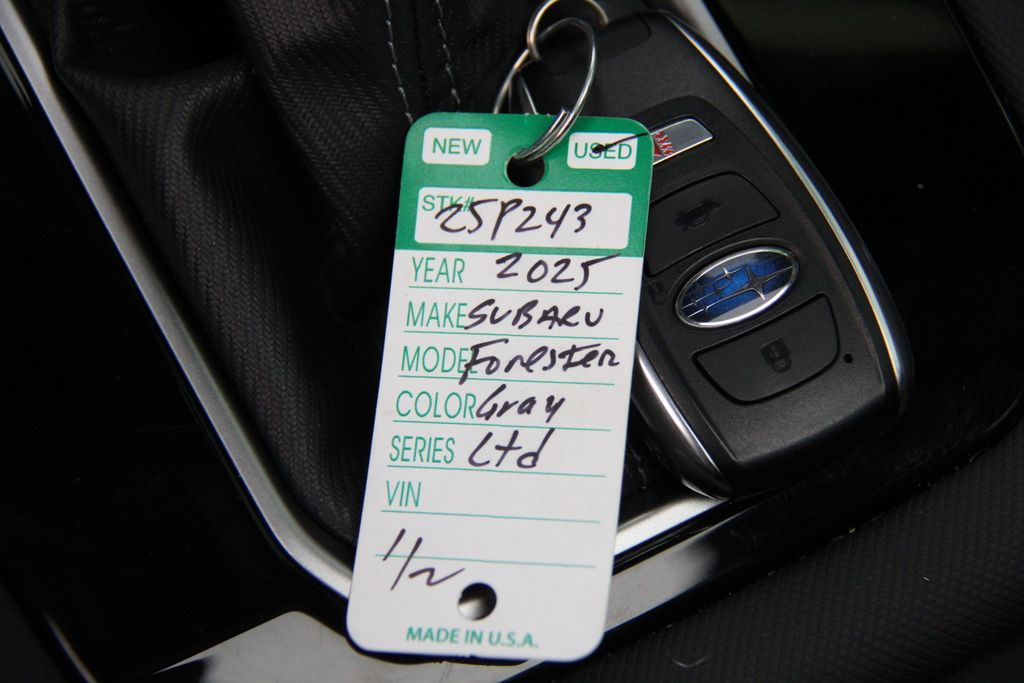 NEW USED
STK# 25P243
YEAR 2025
MAKE SUBARU
MODEL Forester
COLOR Gray
SERIES Ltd
VIN
1/2
MADE IN U.S.A.